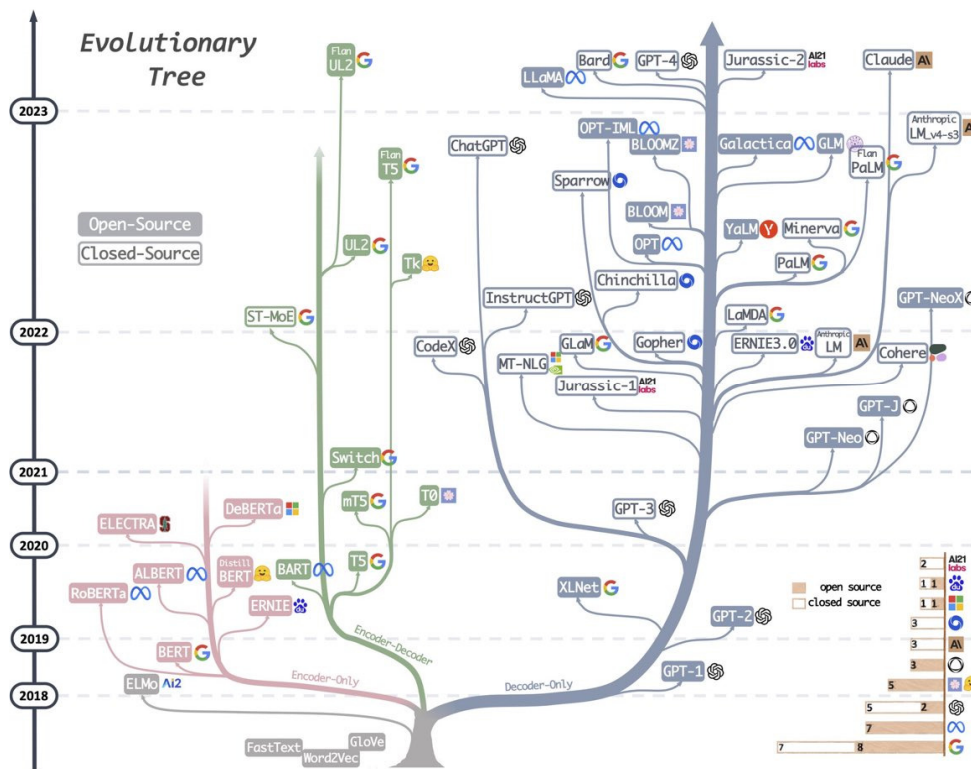 Evolutionary
Tree
Flan
UL2
Bard
GPT-4
Jurassic-2
AI21
labs
Claude
A\
LLaMA
2023
OPT-IML
BLOOMZ
Galactica
GLM
Anthropic
LM_v4-s3
A
ChatGPT
Flan
T5
Flan
PaLM
Sparrow
Open-Source
Closed-Source
BLOOM
YaLM
Y
Minerva
UL2
OPT
Tk
PaLM
Chinchilla
InstructGPT
GPT-NeoX
ST-MoE
LaMDA
2022
CodeX
GLaM
Gopher
ERNIE3.0
Anthropic
LM
A\
Cohere
MT-NLG
Jurassic-1
AI21
labs
GPT-J
GPT-Neo
Switch
2021
mT5
T0
DeBERTa
GPT-3
ELECTRA
2020
ALBERT
Distill
BERT
BART
T5
RoBERTa
XLNet
ERNIE
GPT-2
2019
Encoder-Decoder
BERT
Encoder-Only
Decoder-Only
GPT-1
ELMo
Ai2
2018
GloVe
FastText
Word2Vec
open source
closed source
2
AI21
labs
1 1
1 1
3
3
A\
3
5
5 2
7
7 8